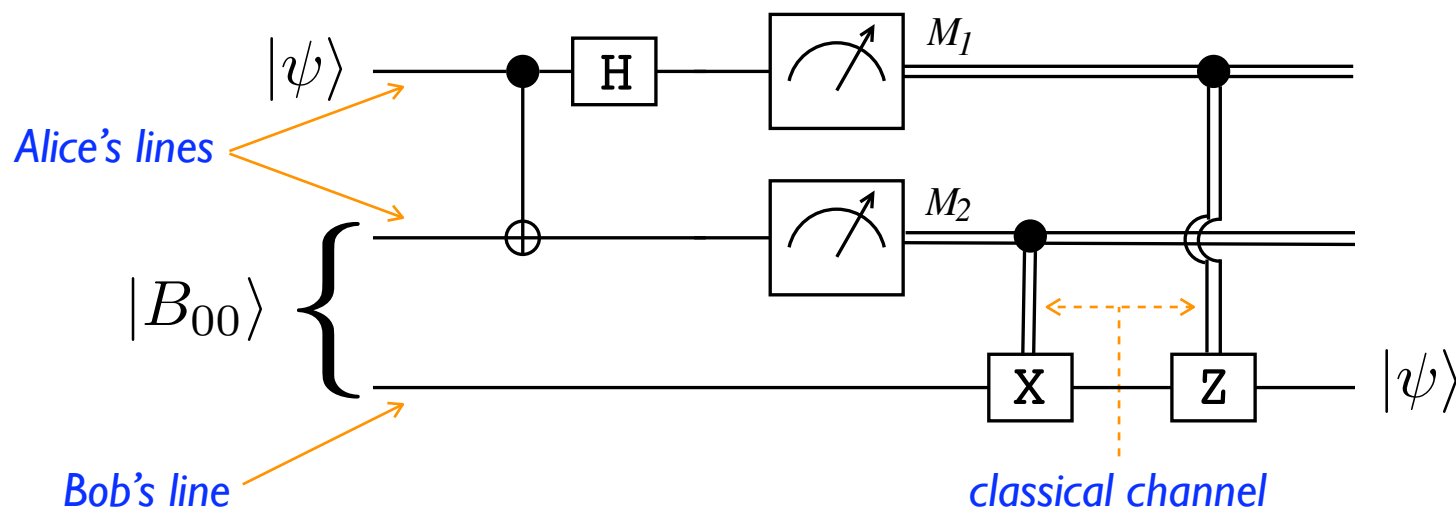 |ψ⟩
H
M₁
Alice's lines
M₂
|B₀₀⟩
X
Z
|ψ⟩
Bob's line
classical channel